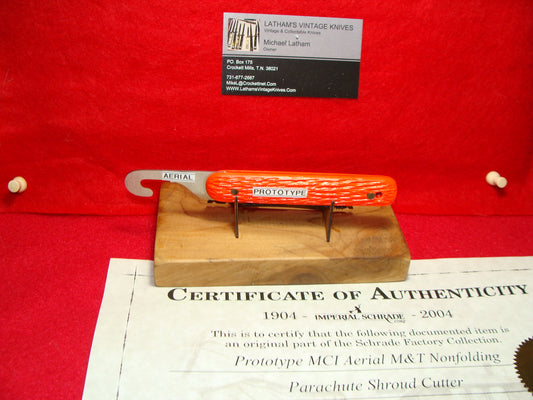 LATHAM'S VINTAGE KNIVES
Vintage & Collectable Knives
Michael Latham
Owner
P.O. Box 175
Crockett Mills, T.N. 38021
731-677-2667
MikeL@Crockettnet.Com
WWW.LathamsVintageKnives.Com
AERIAL
PROTOTYPE
CERTIFICATE OF AUTHENTICITY
1904 - IMPERIAL SCHRADE - 2004
This is to certify that the following documented item is
an original part of the Schrade Factory Collection.
Prototype MCI Aerial M&T Nonfolding
Parachute Shroud Cutter